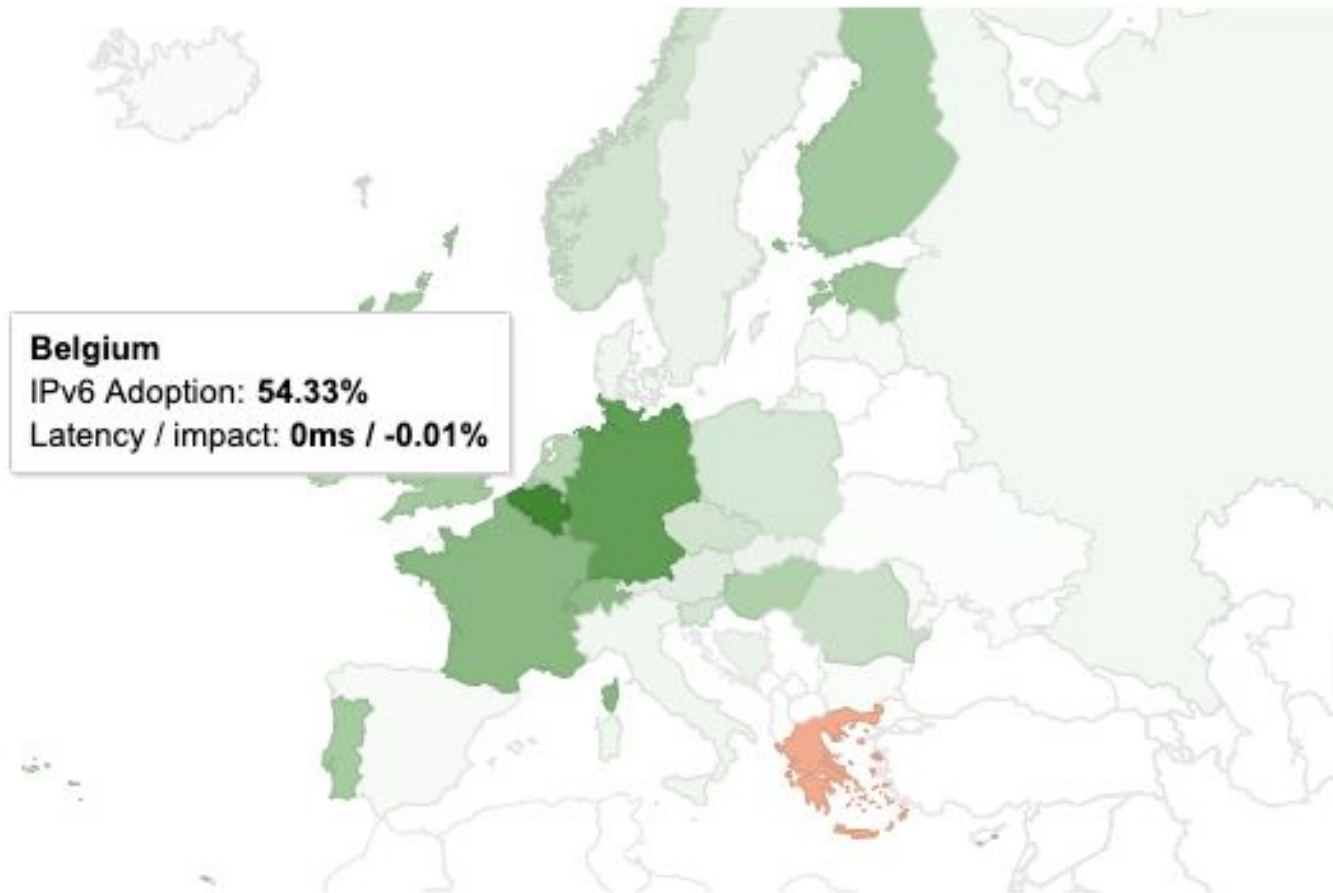 Belgium
IPv6 Adoption: 54.33%
Latency / impact: 0ms / -0.01%